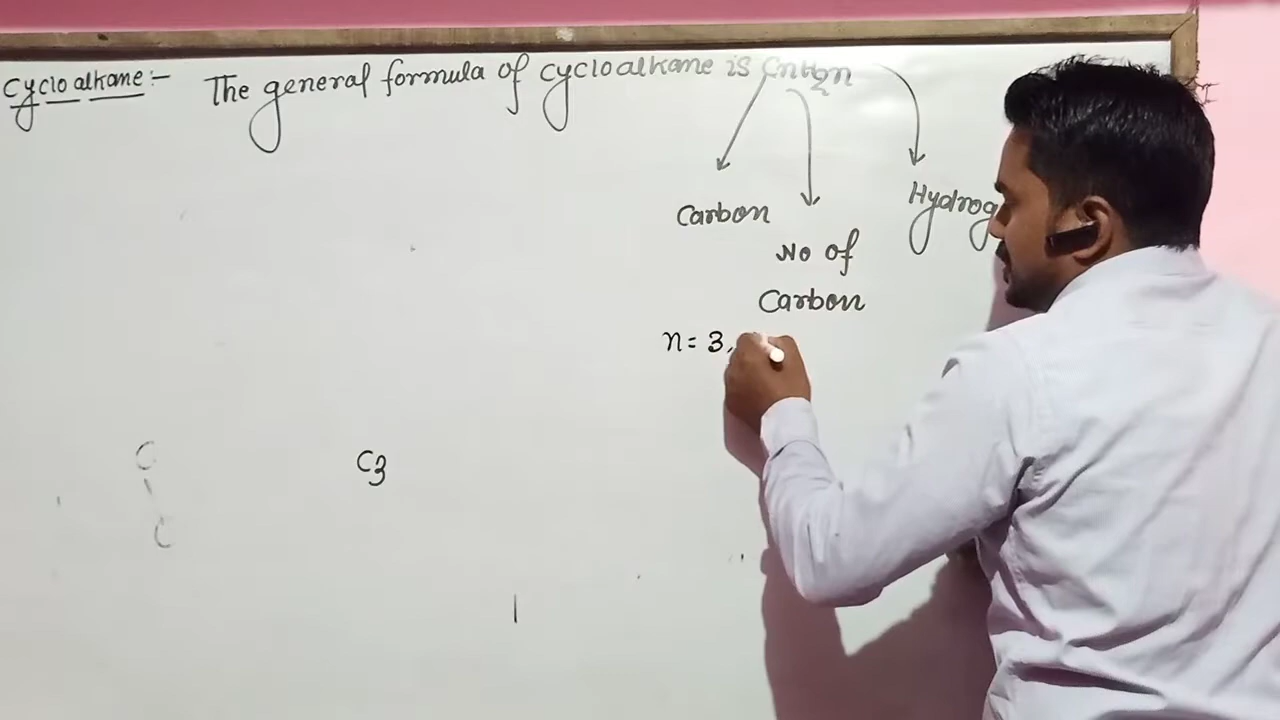 Cycloalkane:- The general formula of cycloalkane is CnH2n
Carbon
Hydrog
No of
Carbon
n= 3,
C
C3
C